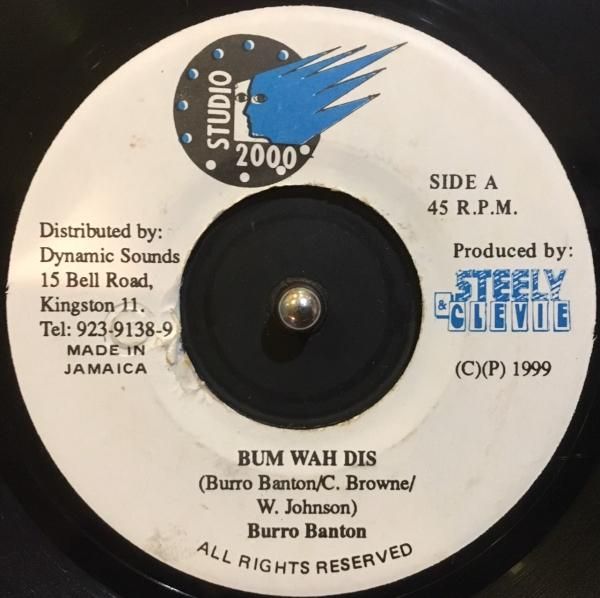 STUDIO
2000
SIDE A
45 R.P.M.
Distributed by:
Dynamic Sounds
15 Bell Road,
Kingston 11.
Tel: 923-9138-9
MADE IN
JAMAICA
Produced by:
STEELY
& CLEVIE
(C)(P) 1999
BUM WAH DIS
(Burro Banton/C. Browne/
W. Johnson)
Burro Banton
ALL RIGHTS RESERVED